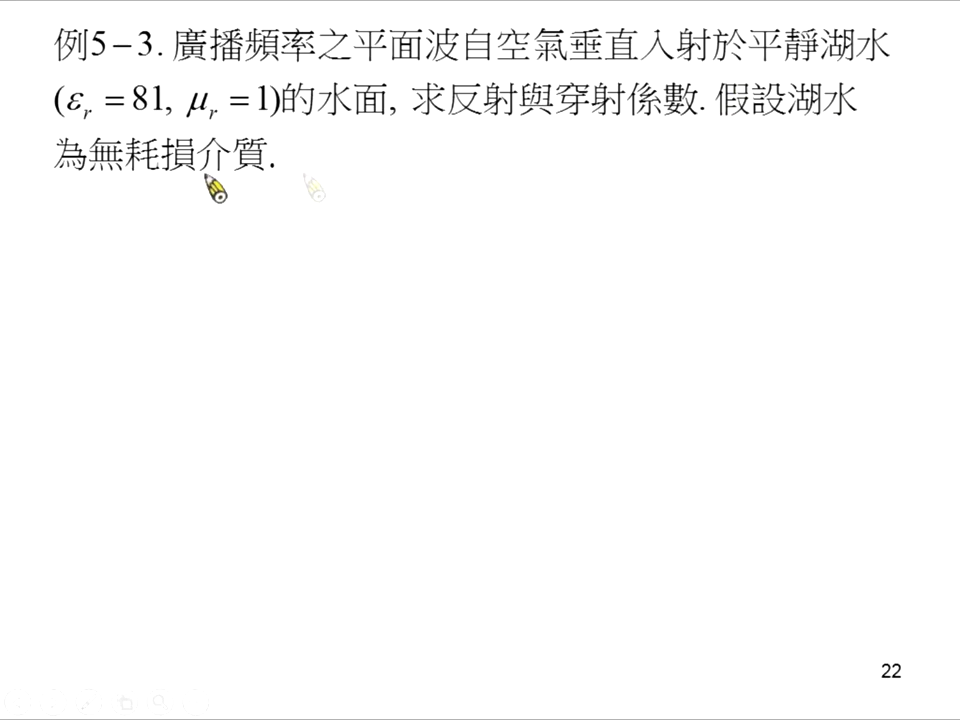 例5－3. 廣播頻率之平面波自空氣垂直入射於平靜湖水
(εᵣ = 81, μᵣ = 1)的水面, 求反射與穿射係數. 假設湖水
為無耗損介質.
22